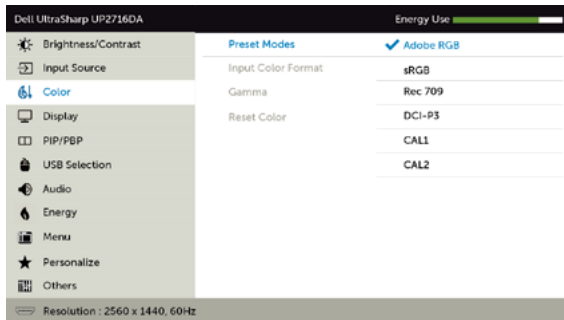 Dell UltraSharp UP2716DA Energy Use
Brightness/Contrast Preset Modes Adobe RGB
Input Source Input Color Format sRGB
Color Gamma Rec 709
Display Reset Color DCI-P3
PIP/PBP CAL1
USB Selection CAL2
Audio
Energy
Menu
Personalize
Others
Resolution : 2560 x 1440, 60Hz